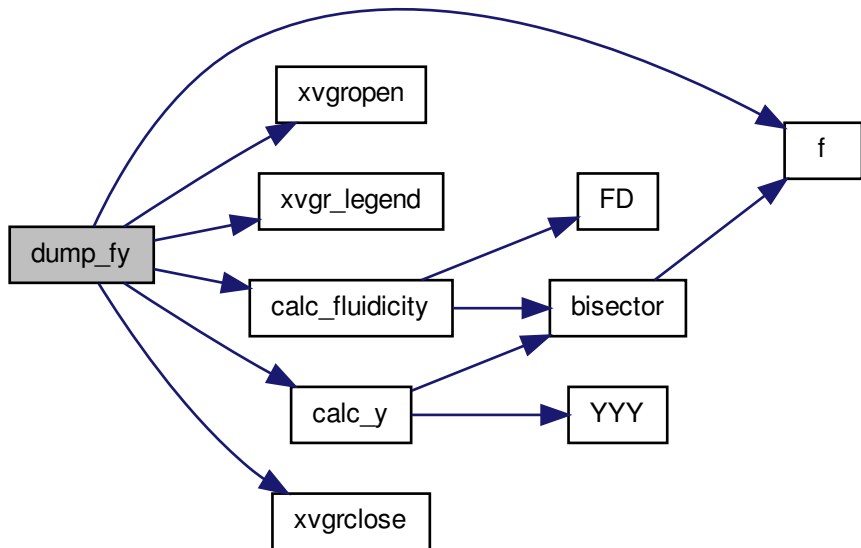 xvgropen
f
xvgr_legend
FD
dump_fy
calc_fluidicity
bisector
calc_y
YYY
xvgrclose